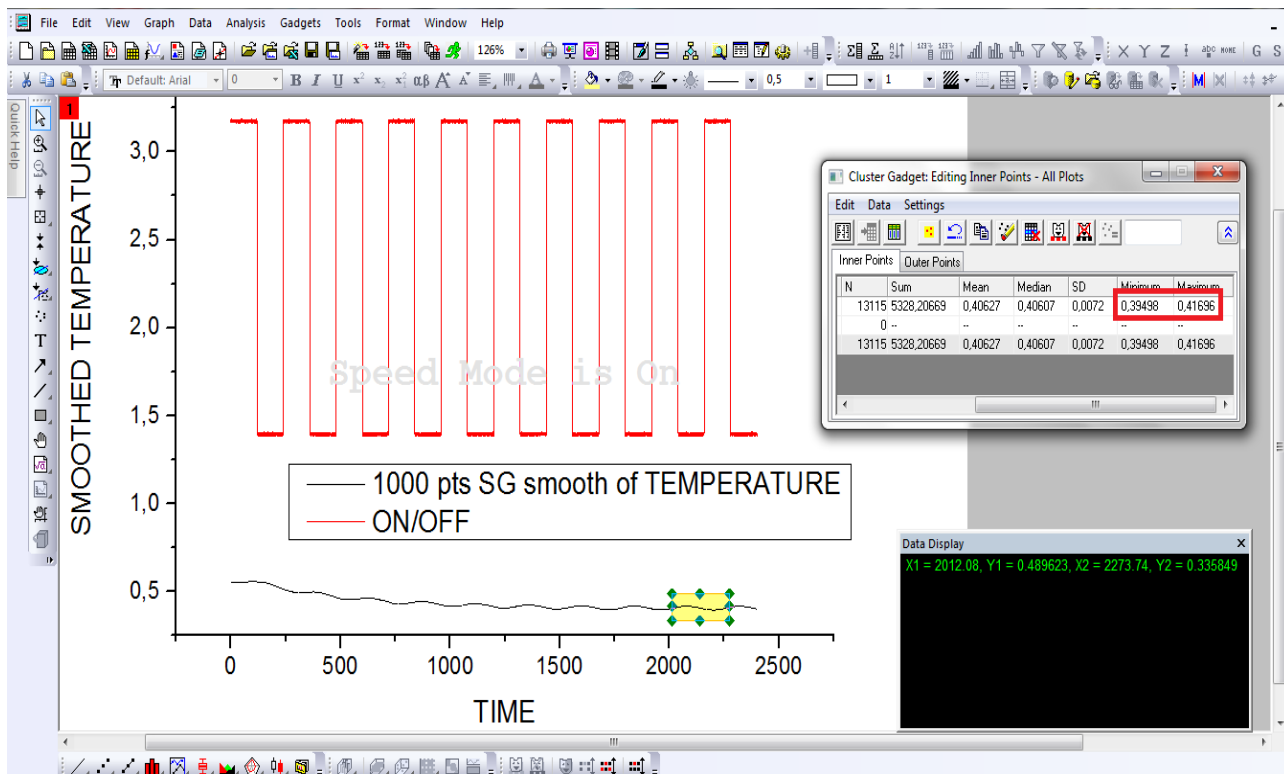 File Edit View Graph Data Analysis Gadgets Tools Format Window Help
126%
X Y Z
Default: Arial 0 B I U αβ 0,5 1
Quick Help
1
SMOOTHED TEMPERATURE
3,0
2,5
2,0
1,5
1,0
0,5
Speed Mode is On
1000 pts SG smooth of TEMPERATURE
ON/OFF
0 500 1000 1500 2000 2500
TIME
Cluster Gadget: Editing Inner Points - All Plots
Edit Data Settings
Inner Points Outer Points
N Sum Mean Median SD Minimum Maximum
13115 5328,20669 0,40627 0,40607 0,0072 0,39498 0,41696
0 -- -- -- -- -- --
13115 5328,20669 0,40627 0,40607 0,0072 0,39498 0,41696
Data Display
X1 = 2012.08, Y1 = 0.489623, X2 = 2273.74, Y2 = 0.335849